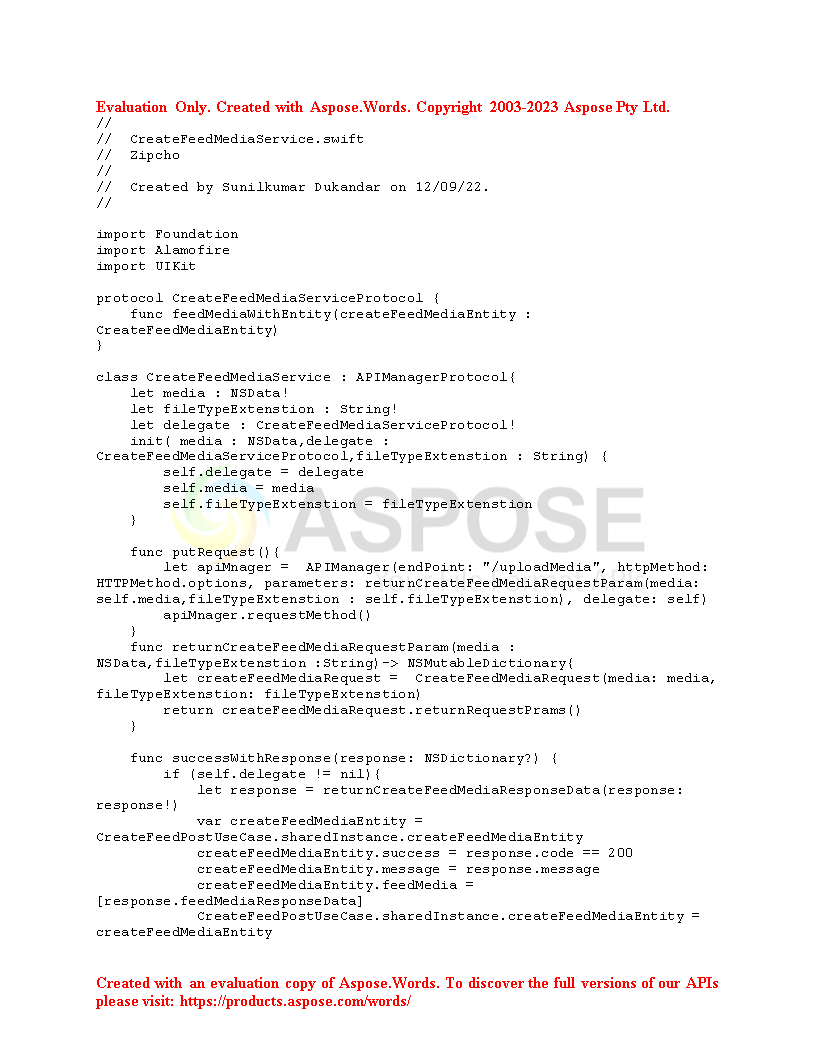 Evaluation Only. Created with Aspose.Words. Copyright 2003-2023 Aspose Pty Ltd.
//
//  CreateFeedMediaService.swift
//  Zipcho
//
//  Created by Sunilkumar Dukandar on 12/09/22.
//
import Foundation
import Alamofire
import UIKit
protocol CreateFeedMediaServiceProtocol {
    func feedMediaWithEntity(createFeedMediaEntity :
CreateFeedMediaEntity)
}
class CreateFeedMediaService : APIManagerProtocol{
    let media : NSData!
    let fileTypeExtenstion : String!
    let delegate : CreateFeedMediaServiceProtocol!
    init( media : NSData,delegate :
CreateFeedMediaServiceProtocol,fileTypeExtenstion : String) {
        self.delegate = delegate
        self.media = media
        self.fileTypeExtenstion = fileTypeExtenstion
    }
ASPOSE
    func putRequest(){
        let apiMnager =  APIManager(endPoint: "/uploadMedia", httpMethod:
HTTPMethod.options, parameters: returnCreateFeedMediaRequestParam(media:
self.media,fileTypeExtenstion : self.fileTypeExtenstion), delegate: self)
        apiMnager.requestMethod()
    }
    func returnCreateFeedMediaRequestParam(media :
NSData,fileTypeExtenstion :String)-> NSMutableDictionary{
        let createFeedMediaRequest =  CreateFeedMediaRequest(media: media,
fileTypeExtenstion: fileTypeExtenstion)
        return createFeedMediaRequest.returnRequestPrams()
    }
    func successWithResponse(response: NSDictionary?) {
        if (self.delegate != nil){
            let response = returnCreateFeedMediaResponseData(response:
response!)
            var createFeedMediaEntity =
CreateFeedPostUseCase.sharedInstance.createFeedMediaEntity
            createFeedMediaEntity.success = response.code == 200
            createFeedMediaEntity.message = response.message
            createFeedMediaEntity.feedMedia =
[response.feedMediaResponseData]
            CreateFeedPostUseCase.sharedInstance.createFeedMediaEntity =
createFeedMediaEntity
Created with an evaluation copy of Aspose.Words. To discover the full versions of our APIs
please visit: https://products.aspose.com/words/